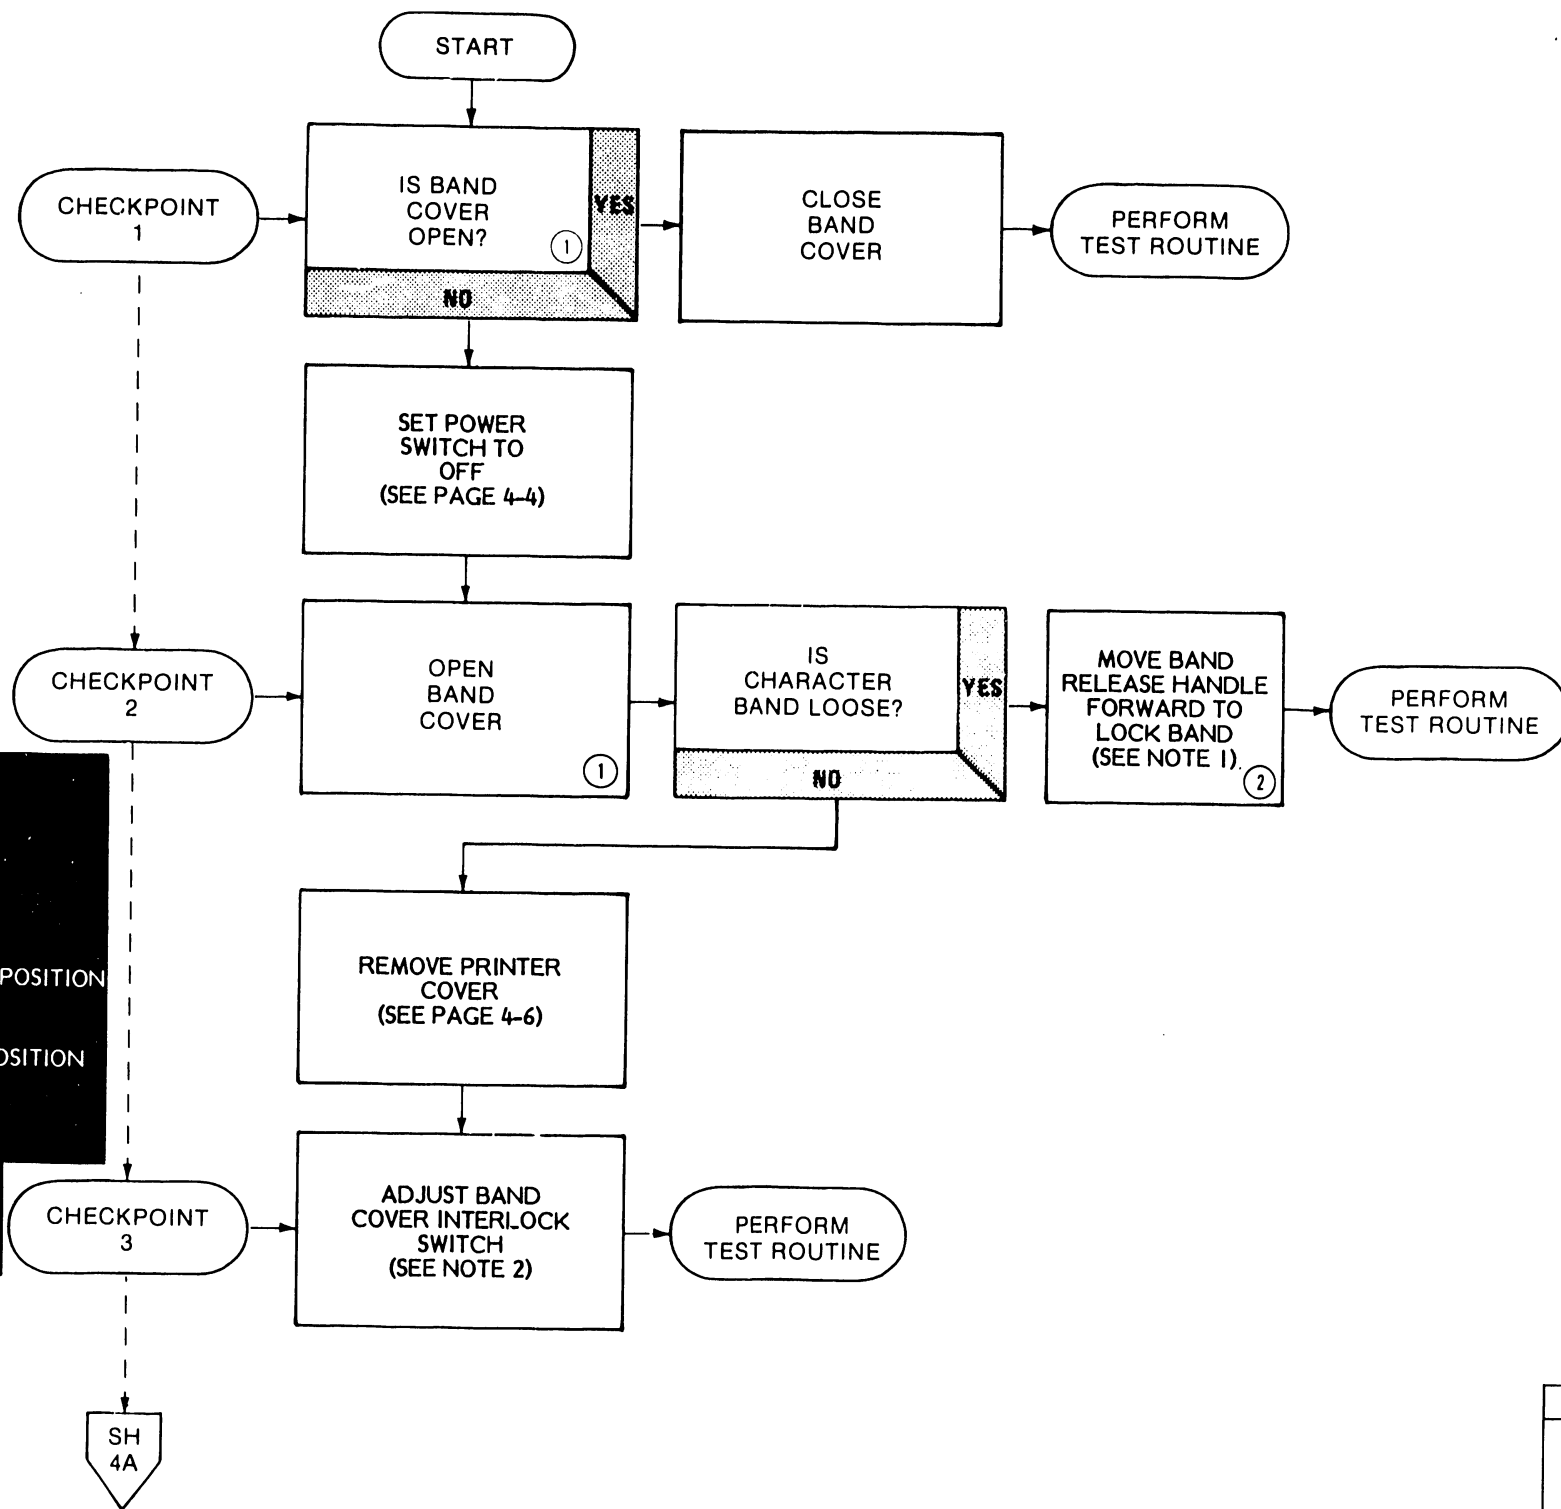 START
CHECKPOINT
1
IS BAND
COVER
OPEN?
1
YES
NO
CLOSE
BAND
COVER
PERFORM
TEST ROUTINE
SET POWER
SWITCH TO
OFF
(SEE PAGE 4-4)
CHECKPOINT
2
OPEN
BAND
COVER
1
IS
CHARACTER
BAND LOOSE?
YES
NO
MOVE BAND
RELEASE HANDLE
FORWARD TO
LOCK BAND
(SEE NOTE 1).
2
PERFORM
TEST ROUTINE
POSITION
OSITION
REMOVE PRINTER
COVER
(SEE PAGE 4-6)
CHECKPOINT
3
ADJUST BAND
COVER INTERLOCK
SWITCH
(SEE NOTE 2)
PERFORM
TEST ROUTINE
SH
4A